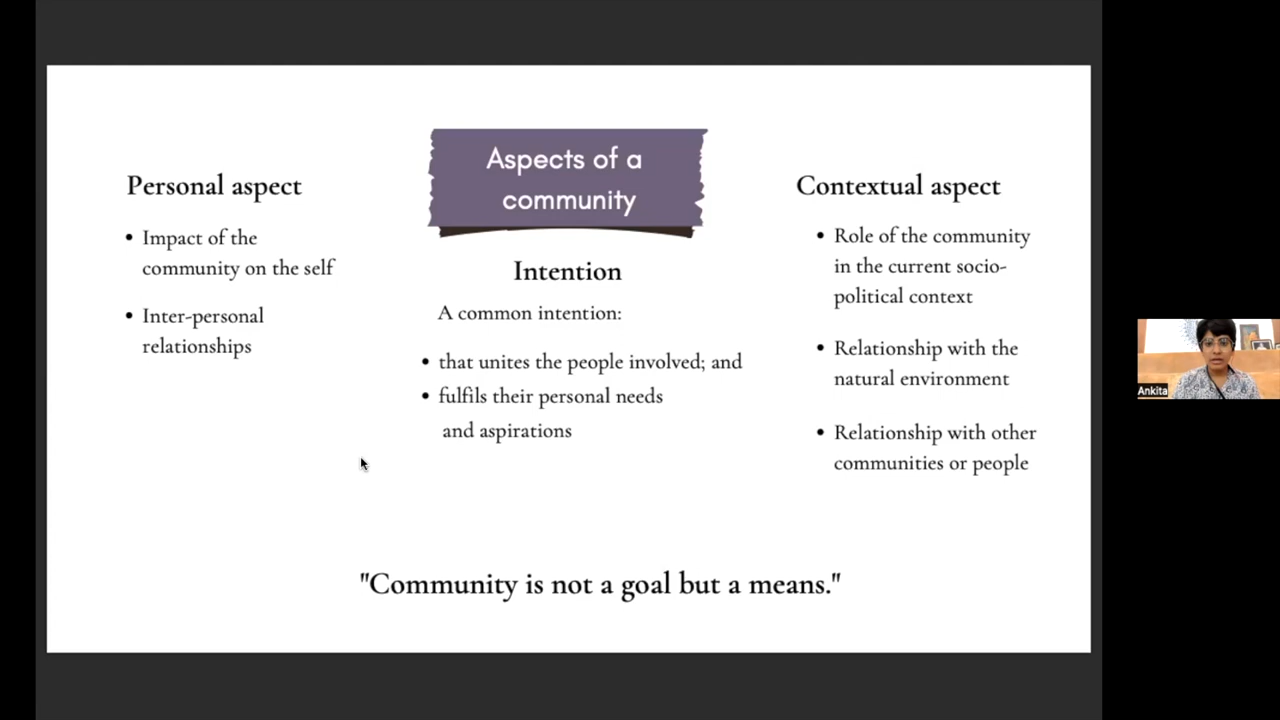 Aspects of a
community
Personal aspect
• Impact of the
community on the self
• Inter-personal
relationships
Intention
A common intention:
• that unites the people involved; and
• fulfils their personal needs
and aspirations
Contextual aspect
• Role of the community
in the current socio-
political context
• Relationship with the
natural environment
• Relationship with other
communities or people
"Community is not a goal but a means."
Ankita